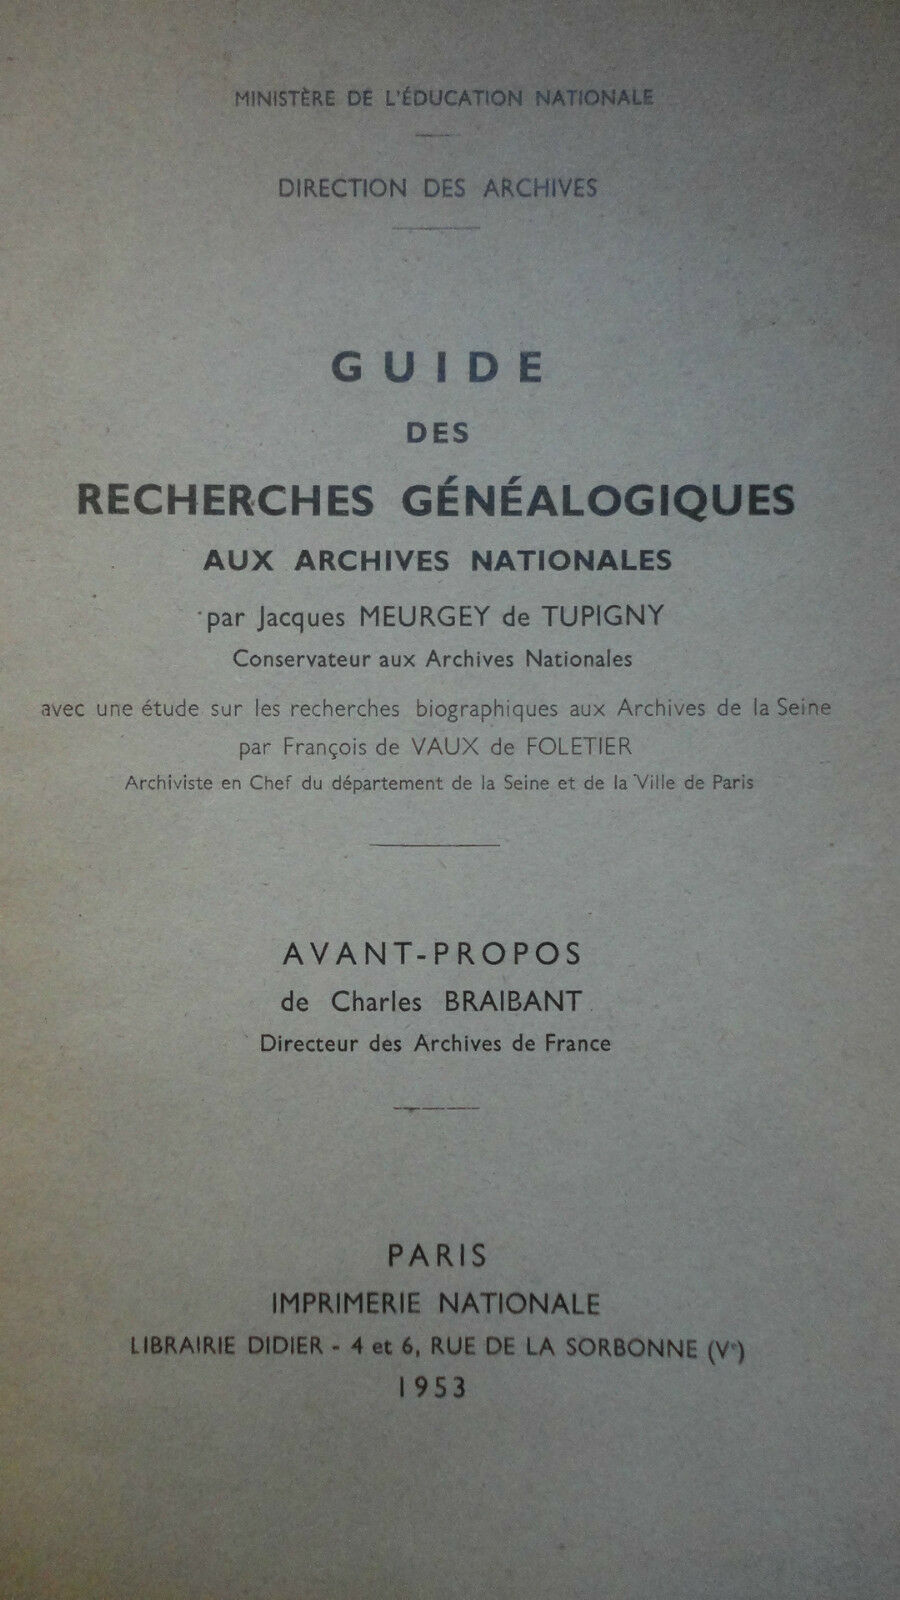 MINISTÈRE DE L'ÉDUCATION NATIONALE
DIRECTION DES ARCHIVES
GUIDE
DES
RECHERCHES GÉNÉALOGIQUES
AUX ARCHIVES NATIONALES
par Jacques MEURGEY de TUPIGNY
Conservateur aux Archives Nationales
avec une étude sur les recherches biographiques aux Archives de la Seine
par François de VAUX de FOLETIER
Archiviste en Chef du département de la Seine et de la Ville de Paris
AVANT-PROPOS
de Charles BRAIBANT
Directeur des Archives de France
PARIS
IMPRIMERIE NATIONALE
LIBRAIRIE DIDIER - 4 et 6, RUE DE LA SORBONNE (Vᵉ)
1953